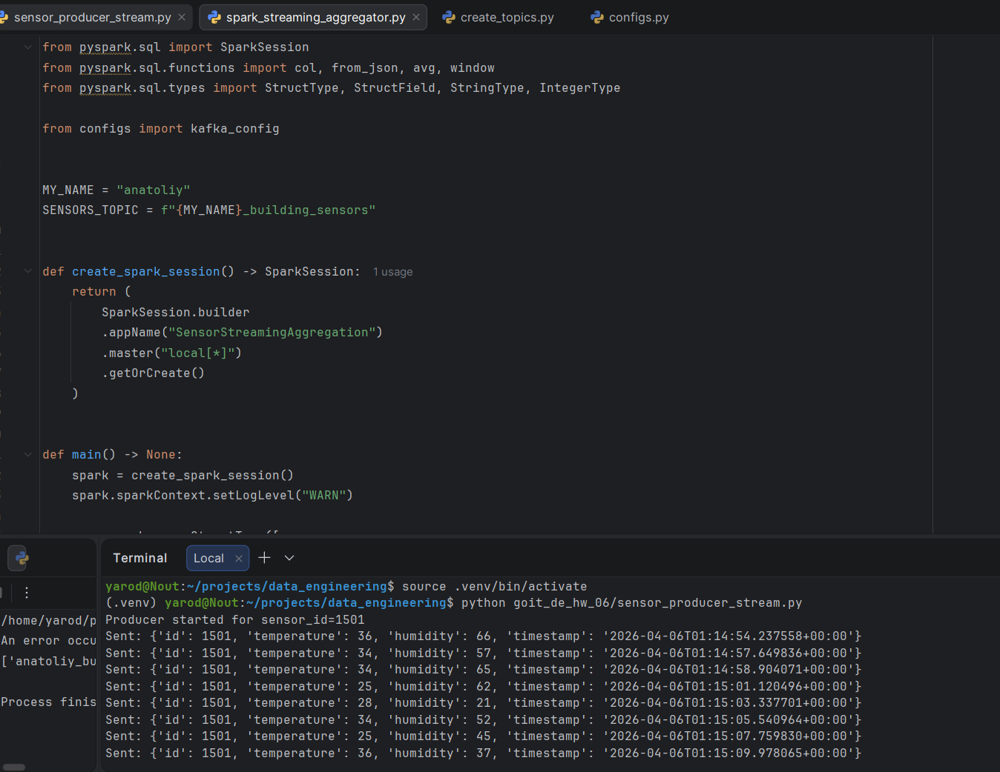 sensor_producer_stream.py
spark_streaming_aggregator.py
create_topics.py
configs.py
from pyspark.sql import SparkSession
from pyspark.sql.functions import col, from_json, avg, window
from pyspark.sql.types import StructType, StructField, StringType, IntegerType
from configs import kafka_config
MY_NAME = "anatoliy"
SENSORS_TOPIC = f"{MY_NAME}_building_sensors"
def create_spark_session() -> SparkSession: 1 usage
    return (
        SparkSession.builder
        .appName("SensorStreamingAggregation")
        .master("local[*]")
        .getOrCreate()
    )
def main() -> None:
    spark = create_spark_session()
    spark.sparkContext.setLogLevel("WARN")
/home/yarod/p
An error occu
['anatoliy_bu
Process finis
Terminal
Local
yarod@Nout:~/projects/data_engineering$ source .venv/bin/activate
(.venv) yarod@Nout:~/projects/data_engineering$ python goit_de_hw_06/sensor_producer_stream.py
Producer started for sensor_id=1501
Sent: {'id': 1501, 'temperature': 36, 'humidity': 66, 'timestamp': '2026-04-06T01:14:54.237558+00:00'}
Sent: {'id': 1501, 'temperature': 34, 'humidity': 57, 'timestamp': '2026-04-06T01:14:57.649836+00:00'}
Sent: {'id': 1501, 'temperature': 34, 'humidity': 65, 'timestamp': '2026-04-06T01:14:58.904071+00:00'}
Sent: {'id': 1501, 'temperature': 25, 'humidity': 62, 'timestamp': '2026-04-06T01:15:01.120496+00:00'}
Sent: {'id': 1501, 'temperature': 28, 'humidity': 21, 'timestamp': '2026-04-06T01:15:03.337701+00:00'}
Sent: {'id': 1501, 'temperature': 34, 'humidity': 52, 'timestamp': '2026-04-06T01:15:05.540964+00:00'}
Sent: {'id': 1501, 'temperature': 25, 'humidity': 45, 'timestamp': '2026-04-06T01:15:07.759830+00:00'}
Sent: {'id': 1501, 'temperature': 36, 'humidity': 37, 'timestamp': '2026-04-06T01:15:09.978065+00:00'}